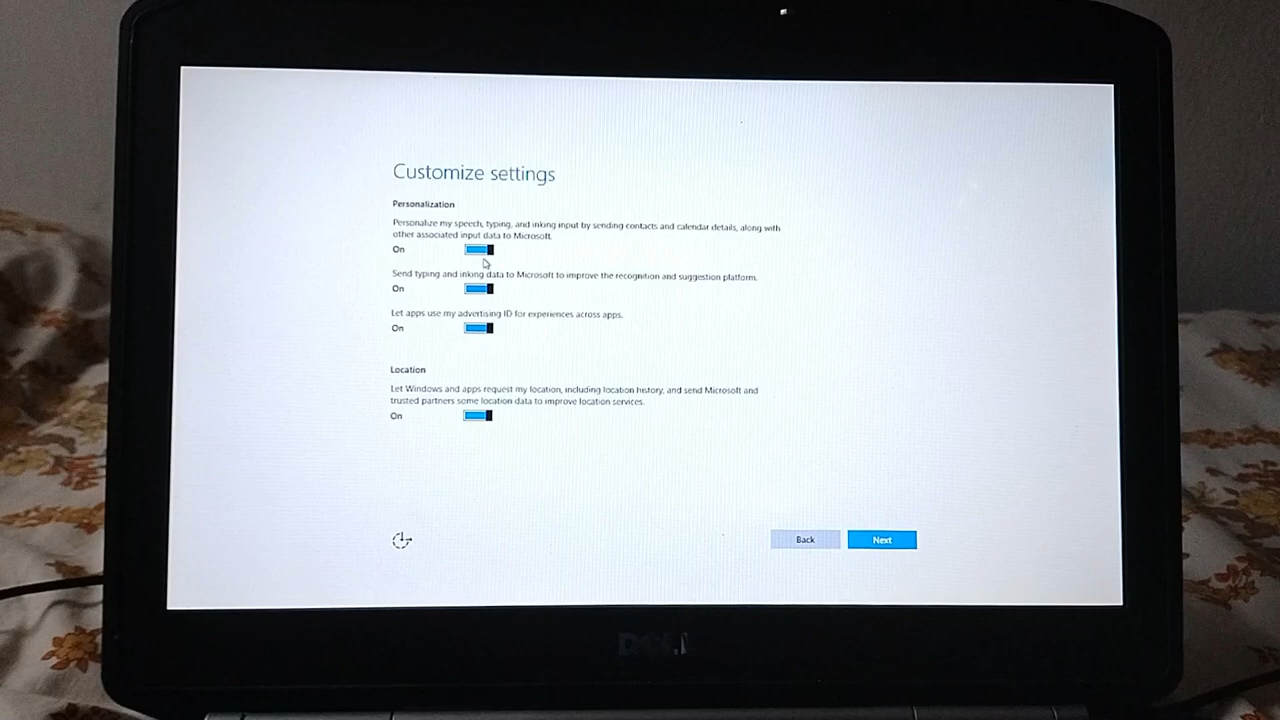 Customize settings
Personalization
Personalize my speech, typing, and inking input by sending contacts and calendar details, along with
other associated input data to Microsoft.
On
Send typing and inking data to Microsoft to improve the recognition and suggestion platform.
On
Let apps use my advertising ID for experiences across apps.
On
Location
Let Windows and apps request my location, including location history, and send Microsoft and
trusted partners some location data to improve location services.
On
Back
Next
DELL